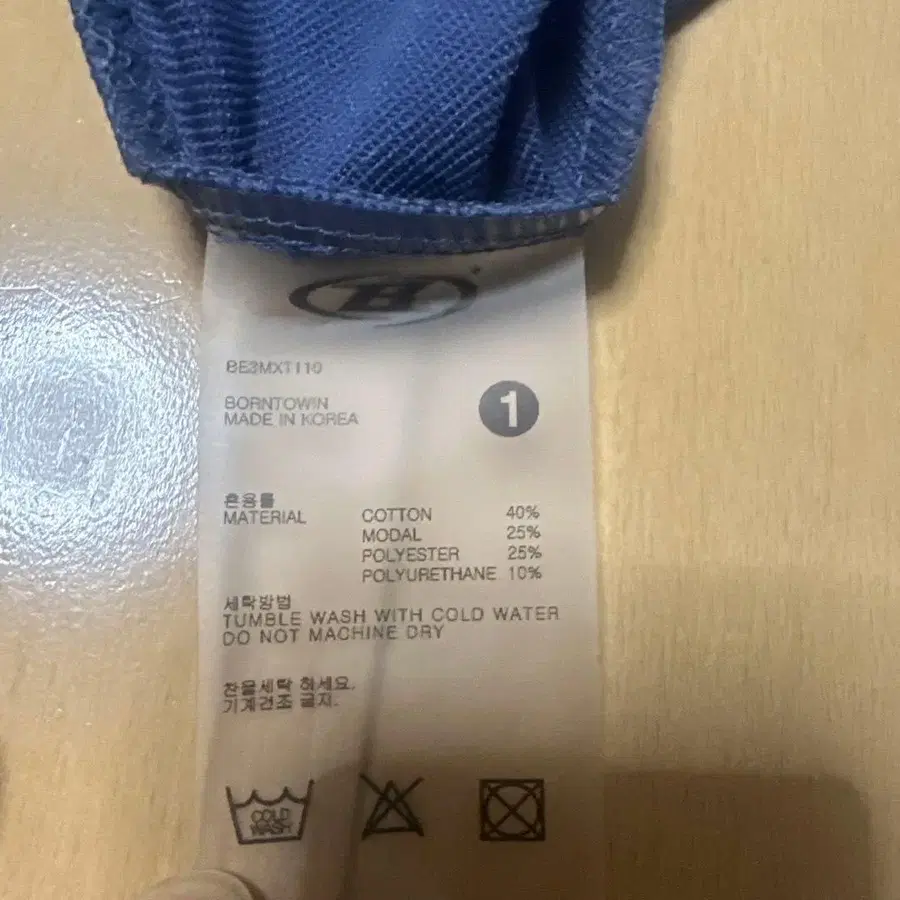 H
BE3MXT110
BORNTOWIN
MADE IN KOREA
1
혼용률
MATERIAL COTTON 40%
MODAL 25%
POLYESTER 25%
POLYURETHANE 10%
세탁방법
TUMBLE WASH WITH COLD WATER
DO NOT MACHINE DRY
찬물세탁 하세요.
기계건조 금지.
COLD
WASH